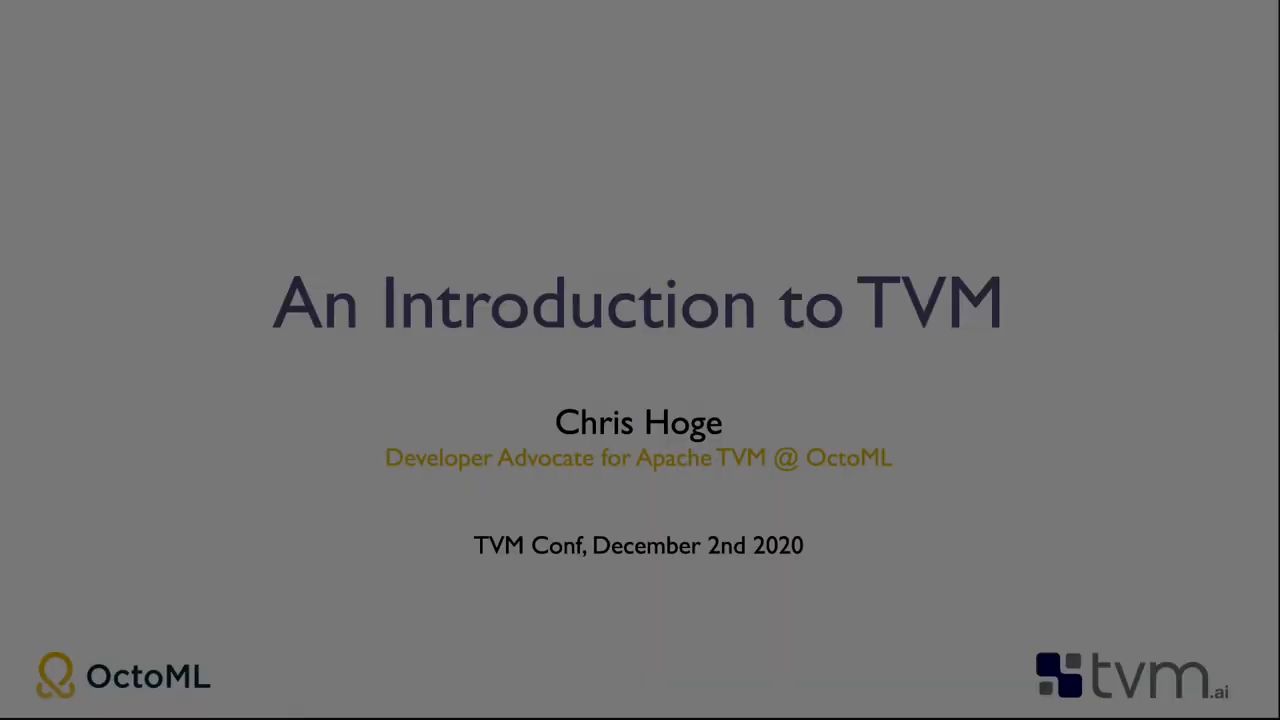 An Introduction to TVM
Chris Hoge
Developer Advocate for Apache TVM @ OctoML
TVM Conf, December 2nd 2020
OctoML
tvm.ai